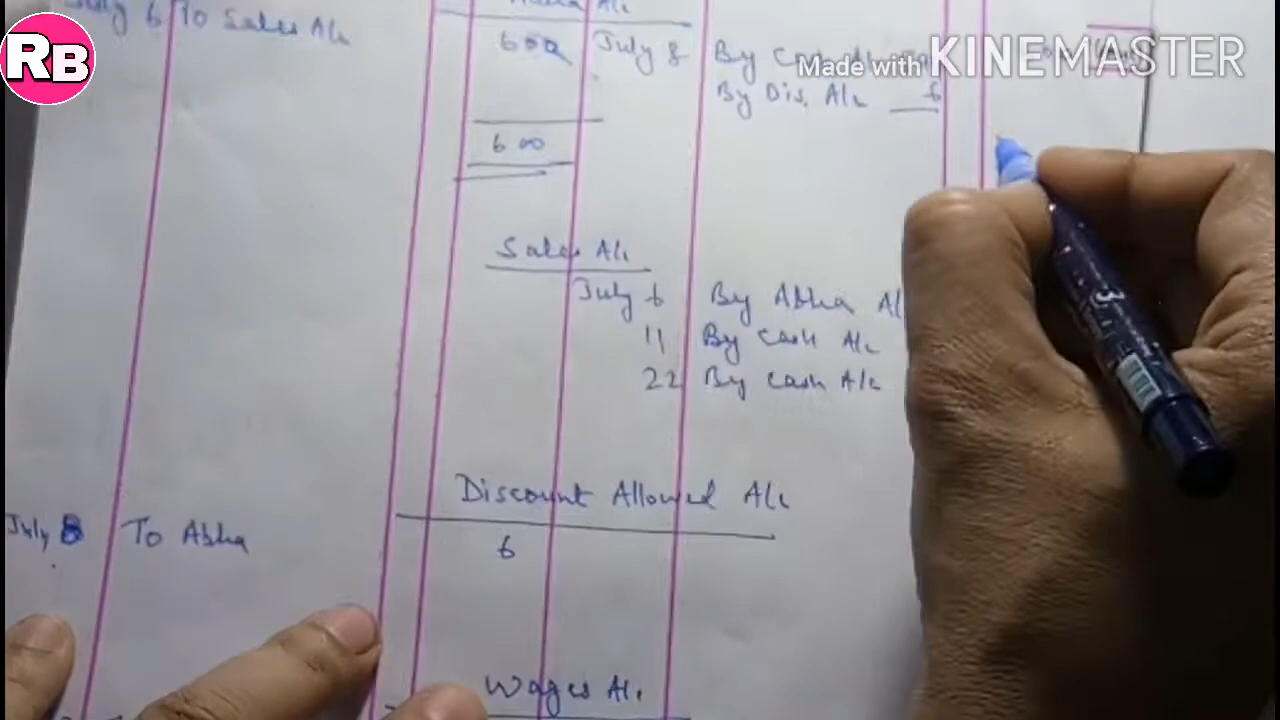 RB
July 6 To Sales A/c
600 July 8 By
Made with KINEMASTER
By Dis. A/c 6
600
Sales A/c
July 6 By Abha A/
11 By Cash A/c
22 By Cash A/c
Discount Allowed A/c
July 8 To Abha
6
Wages A/c